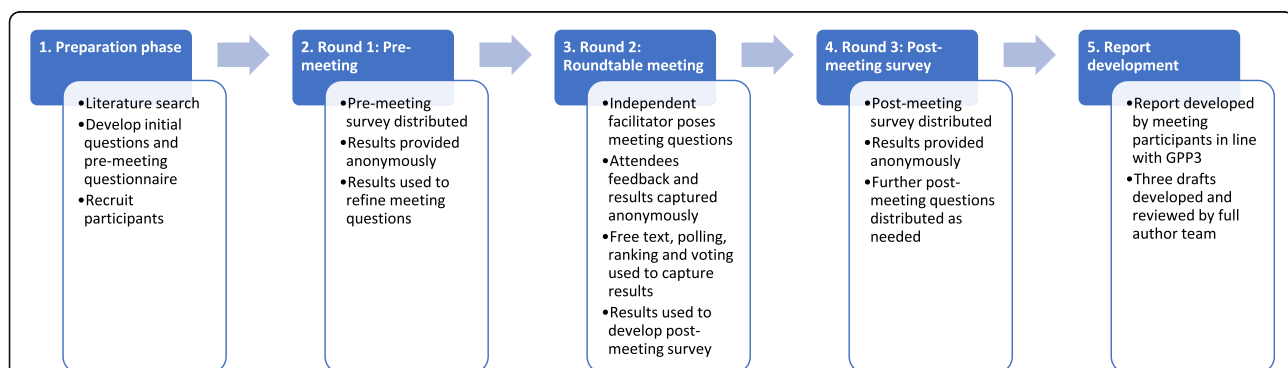 1. Preparation phase
•Literature search
•Develop initial
questions and
pre-meeting
questionnaire
•Recruit
participants
2. Round 1: Pre-
meeting
•Pre-meeting
survey distributed
•Results provided
anonymously
•Results used to
refine meeting
questions
3. Round 2:
Roundtable meeting
•Independent
facilitator poses
meeting questions
•Attendees
feedback and
results captured
anonymously
•Free text, polling,
ranking and voting
used to capture
results
•Results used to
develop post-
meeting survey
4. Round 3: Post-
meeting survey
•Post-meeting
survey distributed
•Results provided
anonymously
•Further post-
meeting questions
distributed as
needed
5. Report
development
•Report developed
by meeting
participants in line
with GPP3
•Three drafts
developed and
reviewed by full
author team